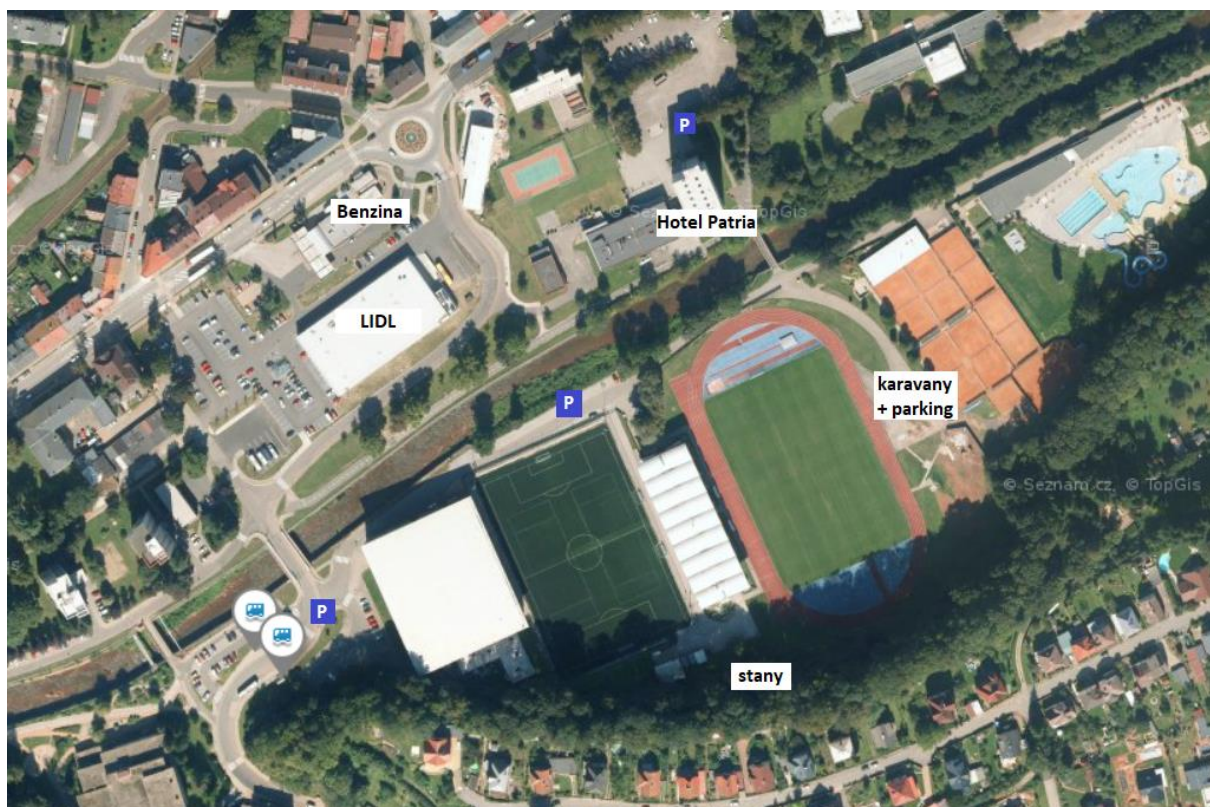 P
Benzina
© Seznam.cz, © TopGis
Hotel Patria
LIDL
karavany
+ parking
P
© Seznam.cz, © TopGis
P
stany